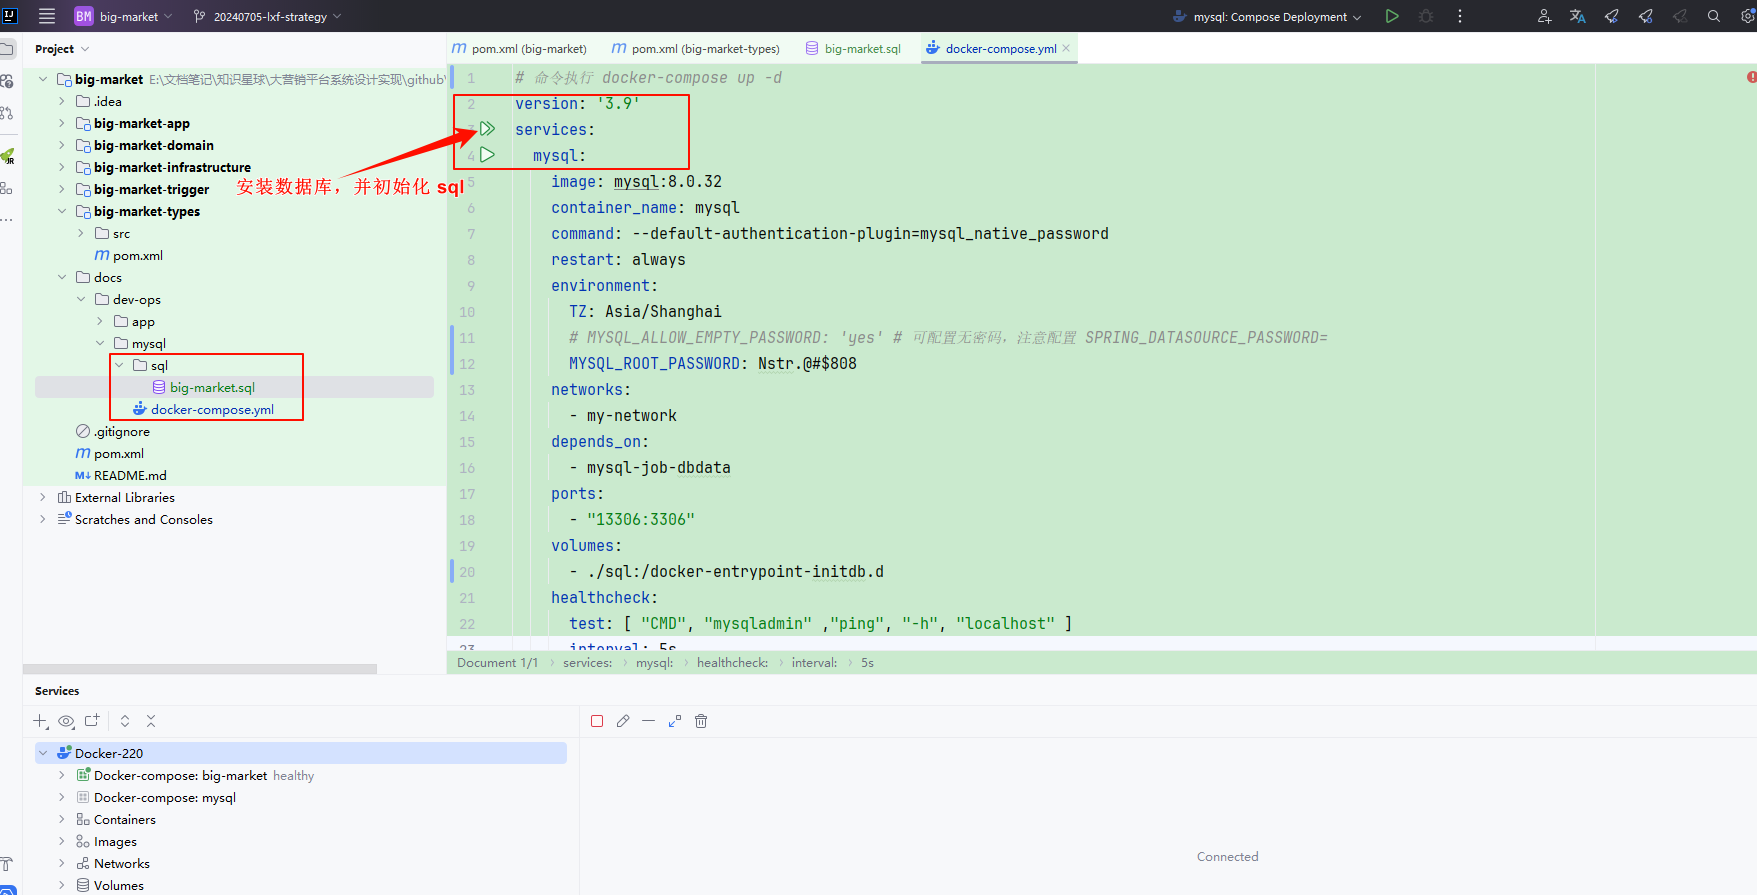 BM big-market
20240705-lxf-strategy
mysql: Compose Deployment
Project
pom.xml (big-market)
pom.xml (big-market-types)
big-market.sql
docker-compose.yml
big-market E:\文档笔记\知识星球\大营销平台系统设计实现\github\
.idea
big-market-app
big-market-domain
big-market-infrastructure
big-market-trigger
big-market-types
src
pom.xml
docs
dev-ops
app
mysql
sql
big-market.sql
docker-compose.yml
.gitignore
pom.xml
README.md
External Libraries
Scratches and Consoles
安装数据库，并初始化 sql
1 # 命令执行 docker-compose up -d
2 version: '3.9'
3 services:
4 mysql:
5 image: mysql:8.0.32
6 container_name: mysql
7 command: --default-authentication-plugin=mysql_native_password
8 restart: always
9 environment:
10 TZ: Asia/Shanghai
11 # MYSQL_ALLOW_EMPTY_PASSWORD: 'yes' # 可配置无密码，注意配置 SPRING_DATASOURCE_PASSWORD=
12 MYSQL_ROOT_PASSWORD: Nstr.@#$808
13 networks:
14 - my-network
15 depends_on:
16 - mysql-job-dbdata
17 ports:
18 - "13306:3306"
19 volumes:
20 - ./sql:/docker-entrypoint-initdb.d
21 healthcheck:
22 test: [ "CMD", "mysqladmin" ,"ping", "-h", "localhost" ]
23 interval: 5s
Document 1/1 › services: › mysql: › healthcheck: › interval: › 5s
Services
Docker-220
Docker-compose: big-market healthy
Docker-compose: mysql
Containers
Images
Networks
Volumes
Connected